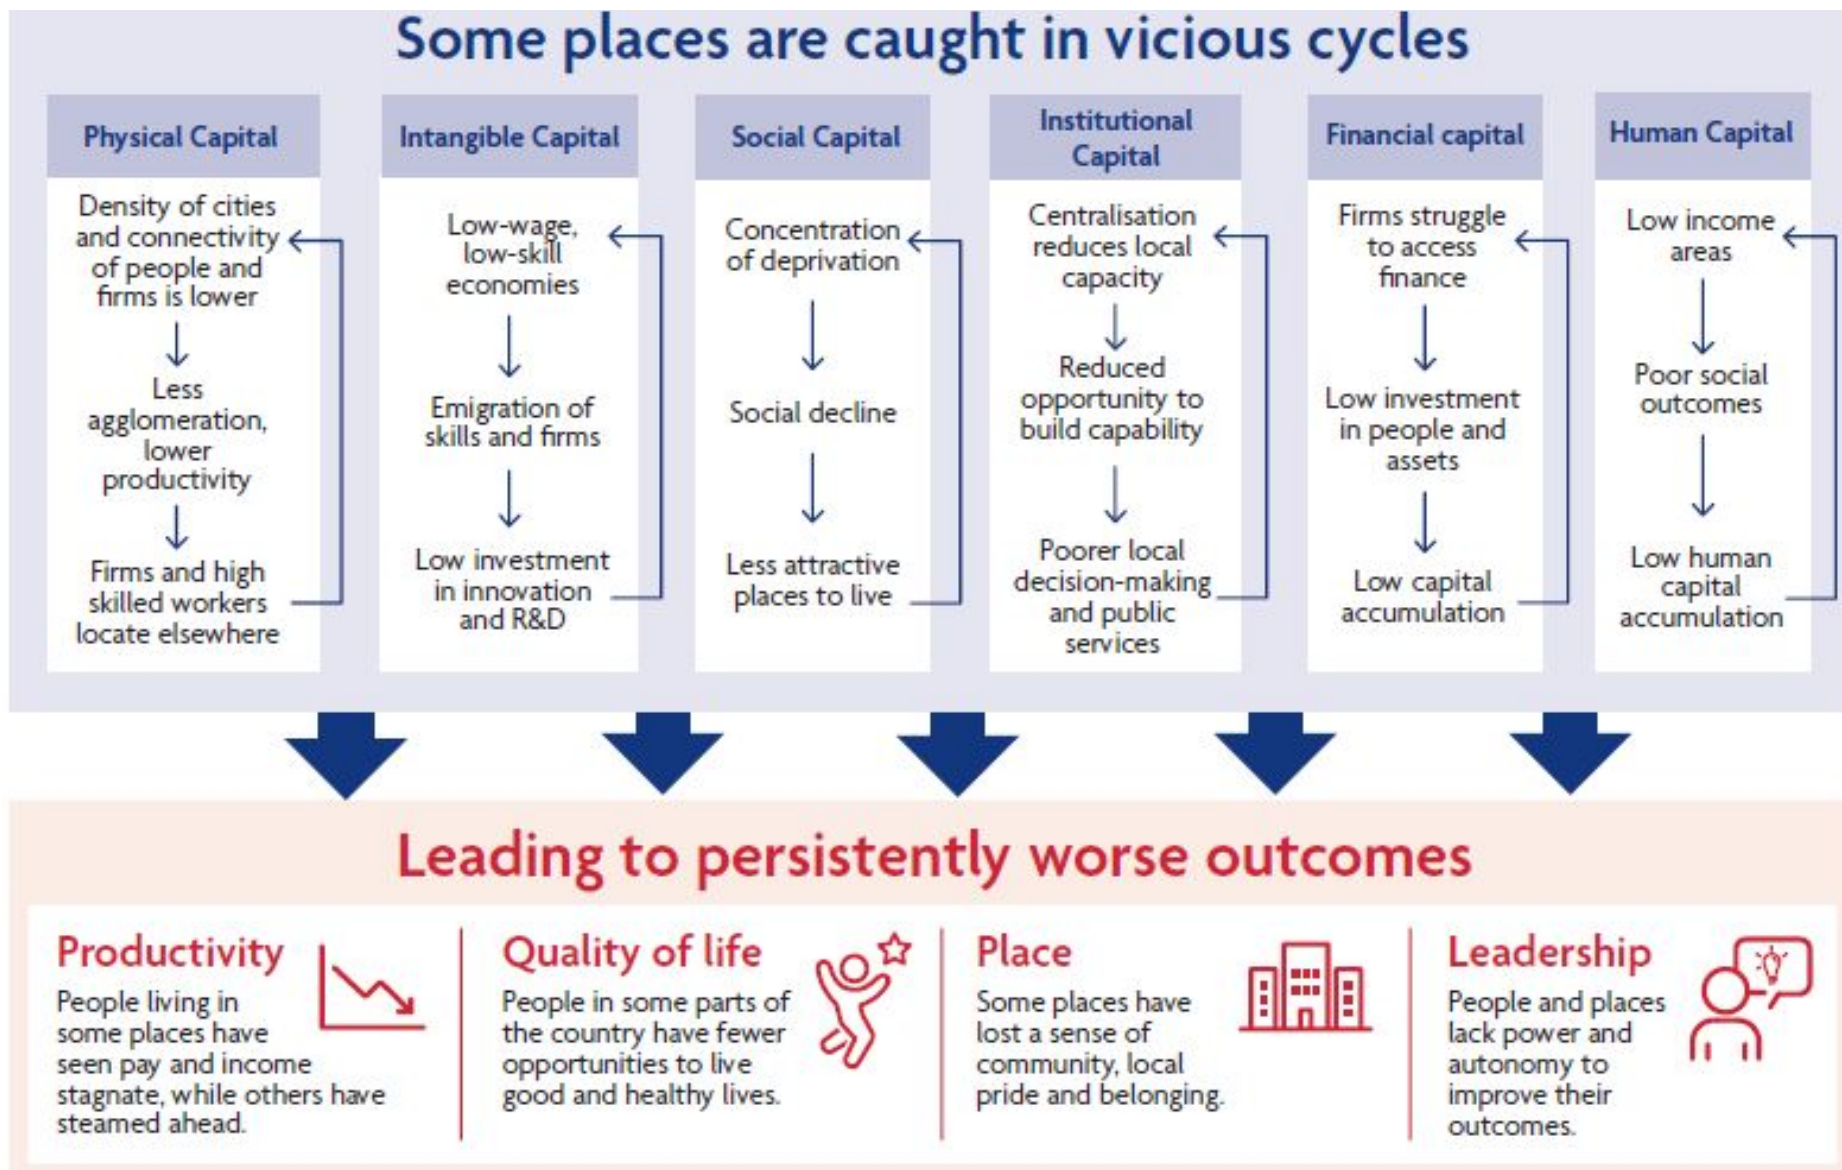 Some places are caught in vicious cycles
Physical Capital
Density of cities
and connectivity
of people and
firms is lower
Less
agglomeration,
lower
productivity
Firms and high
skilled workers
locate elsewhere
Intangible Capital
Low-wage,
low-skill
economies
Emigration of
skills and firms
Low investment
in innovation
and R&D
Social Capital
Concentration
of deprivation
Social decline
Less attractive
places to live
Institutional
Capital
Centralisation
reduces local
capacity
Reduced
opportunity to
build capability
Poorer local
decision-making
and public
services
Financial capital
Firms struggle
to access
finance
Low investment
in people and
assets
Low capital
accumulation
Human Capital
Low income
areas
Poor social
outcomes
Low human
capital
accumulation
Leading to persistently worse outcomes
Productivity
People living in
some places have
seen pay and income
stagnate, while others have
steamed ahead.
Quality of life
People in some parts of
the country have fewer
opportunities to live
good and healthy lives.
Place
Some places have
lost a sense of
community, local
pride and belonging.
Leadership
People and places
lack power and
autonomy to
improve their
outcomes.